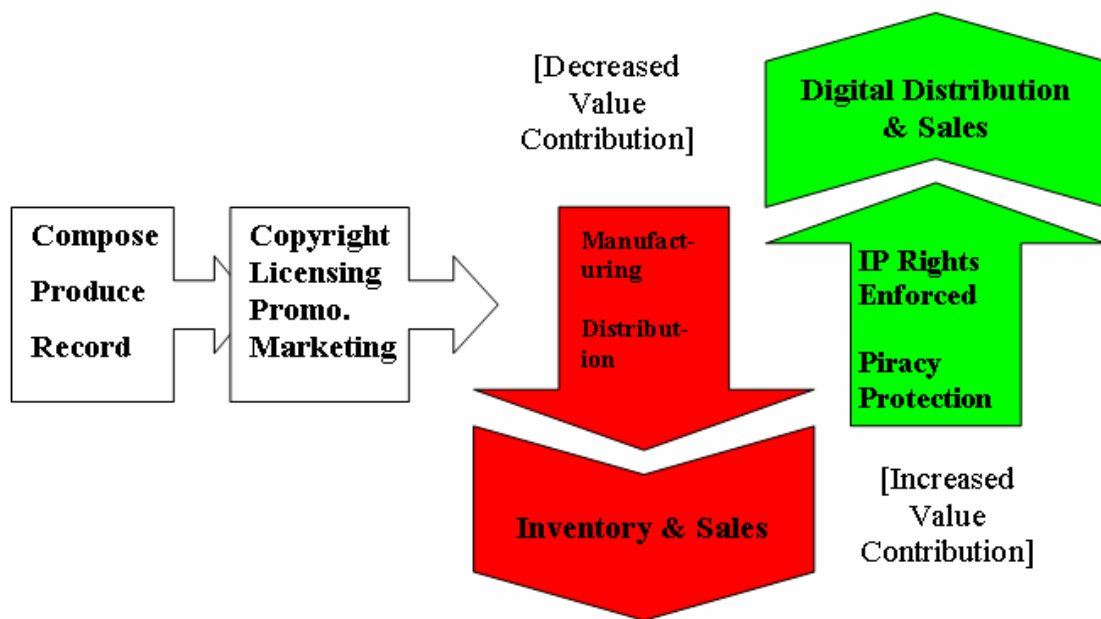 Compose
Produce
Record
Copyright
Licensing
Promo.
Marketing
[Decreased
Value
Contribution]
Manufact-
uring
Distribut-
ion
Inventory & Sales
Digital Distribution
& Sales
IP Rights
Enforced
Piracy
Protection
[Increased
Value
Contribution]